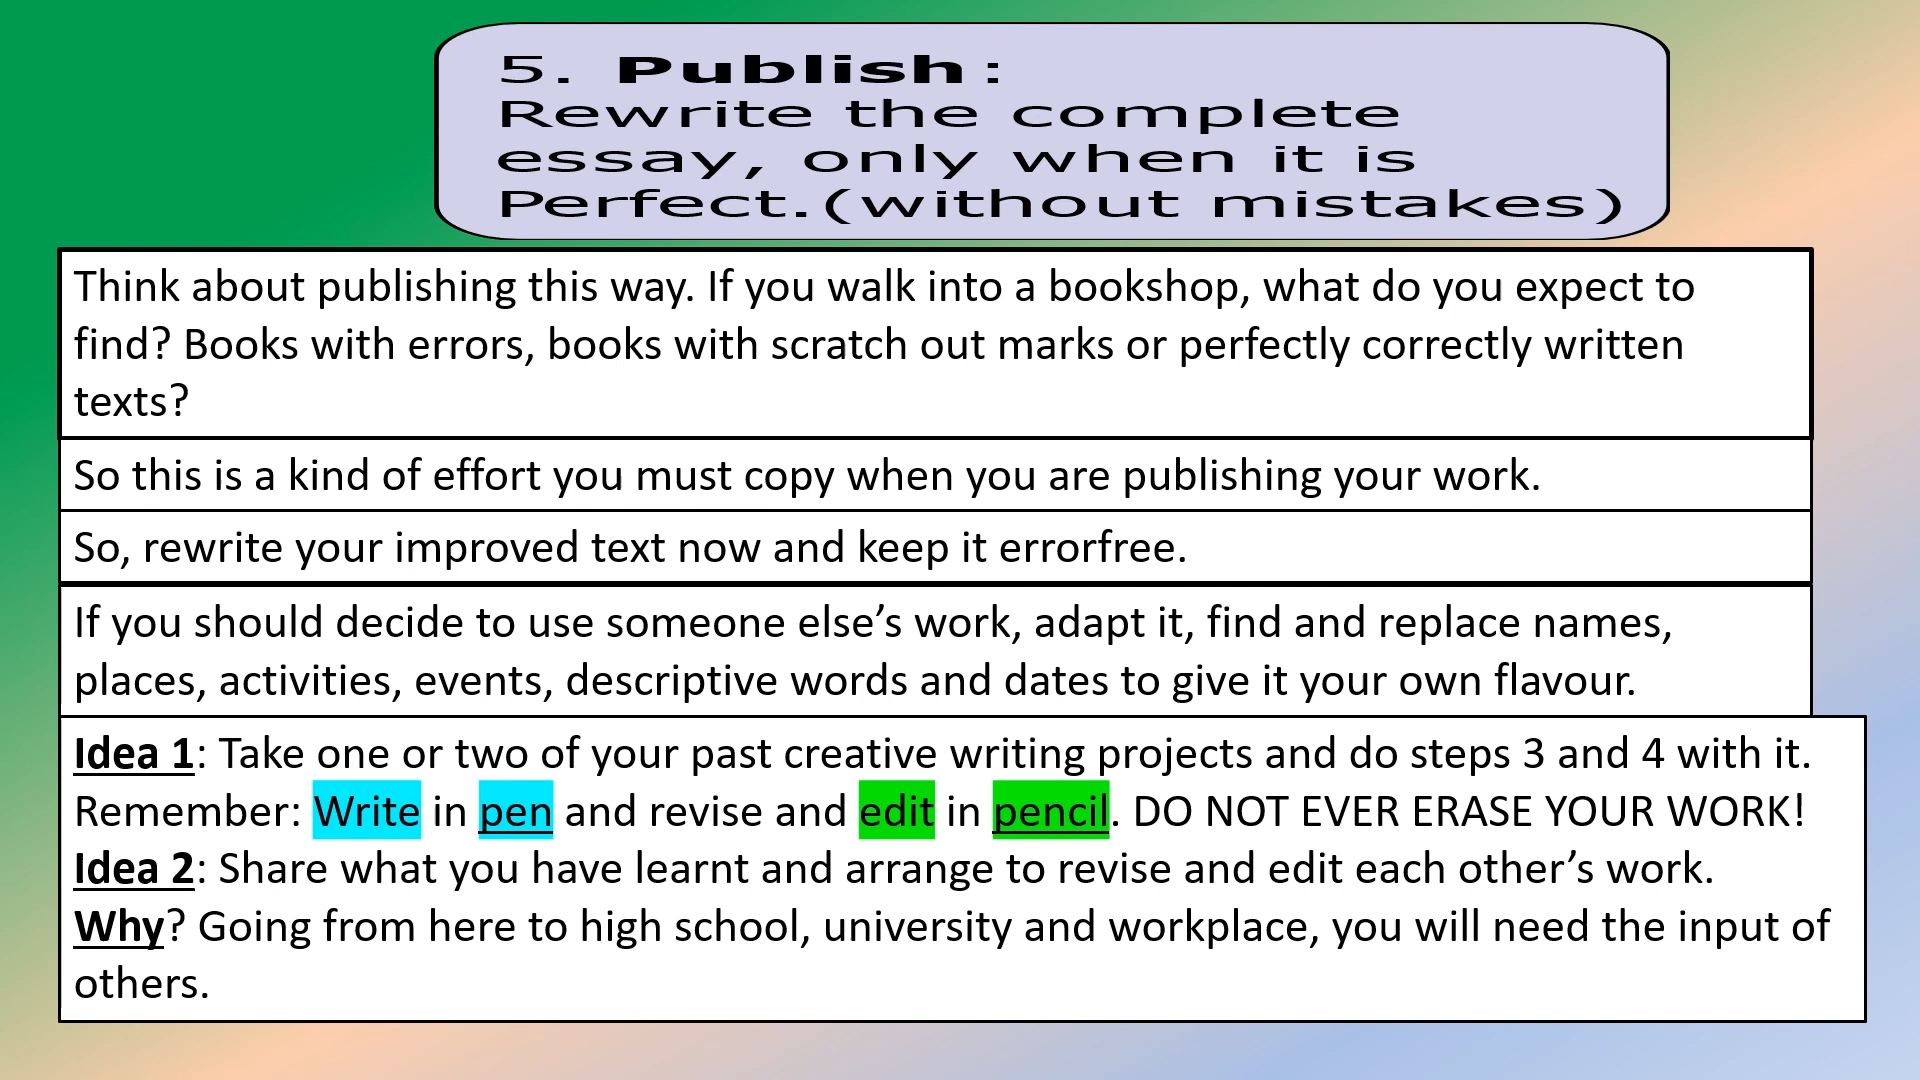 5. Publish:
Rewrite the complete
essay, only when it is
Perfect.(without mistakes)
Think about publishing this way. If you walk into a bookshop, what do you expect to
find? Books with errors, books with scratch out marks or perfectly correctly written
texts?
So this is a kind of effort you must copy when you are publishing your work.
So, rewrite your improved text now and keep it errorfree.
If you should decide to use someone else’s work, adapt it, find and replace names,
places, activities, events, descriptive words and dates to give it your own flavour.
Idea 1: Take one or two of your past creative writing projects and do steps 3 and 4 with it.
Remember: Write in pen and revise and edit in pencil. DO NOT EVER ERASE YOUR WORK!
Idea 2: Share what you have learnt and arrange to revise and edit each other’s work.
Why? Going from here to high school, university and workplace, you will need the input of
others.